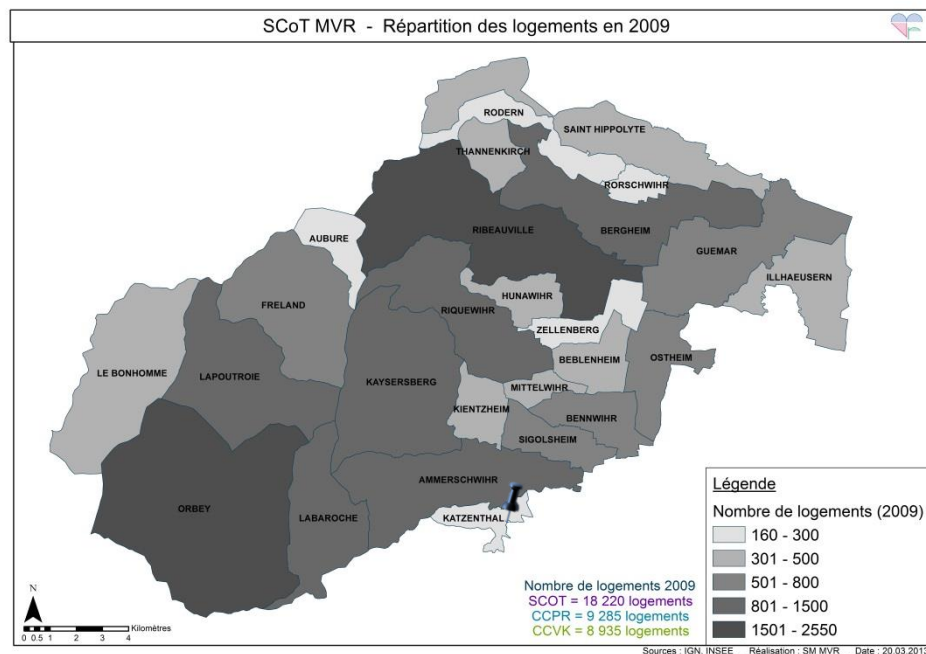 SCoT MVR - Répartition des logements en 2009
RODERN
SAINT HIPPOLYTE
THANNENKIRCH
RORSCHWIHR
AUBURE
RIBEAUVILLE
BERGHEIM
GUEMAR
ILLHAEUSERN
FRELAND
HUNAWIHR
RIQUEWIHR
ZELLENBERG
BEBLENHEIM
OSTHEIM
LE BONHOMME
LAPOUTROIE
KAYSERSBERG
MITTELWIHR
KIENTZHEIM
BENNWIHR
SIGOLSHEIM
AMMERSCHWIHR
ORBEY
LABAROCHE
KATZENTHAL
Légende
Nombre de logements (2009)
160 - 300
301 - 500
501 - 800
801 - 1500
1501 - 2550
Nombre de logements 2009
SCOT = 18 220 logements
CCPR = 9 285 logements
CCVK = 8 935 logements
N
Kilomètres
0 0.5 1 2 3 4
Sources : IGN, INSEE Réalisation : SM MVR Date : 20.03.2013